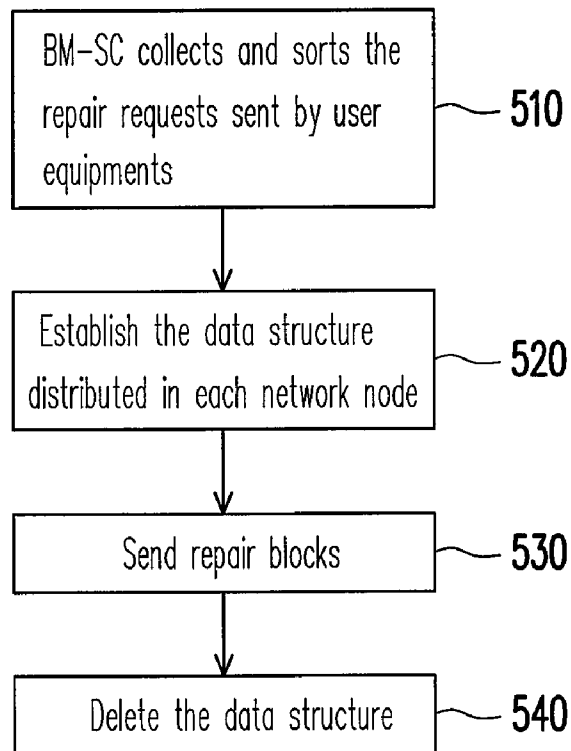 BM-SC collects and sorts the
repair requests sent by user
equipments
510
Establish the data structure
distributed in each network node
520
Send repair blocks
530
Delete the data structure
540